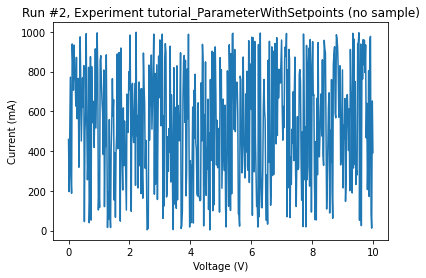 Run #2, Experiment tutorial_ParameterWithSetpoints (no sample)
1000
800
600
400
200
0
Current (mA)
0 2 4 6 8 10
Voltage (V)